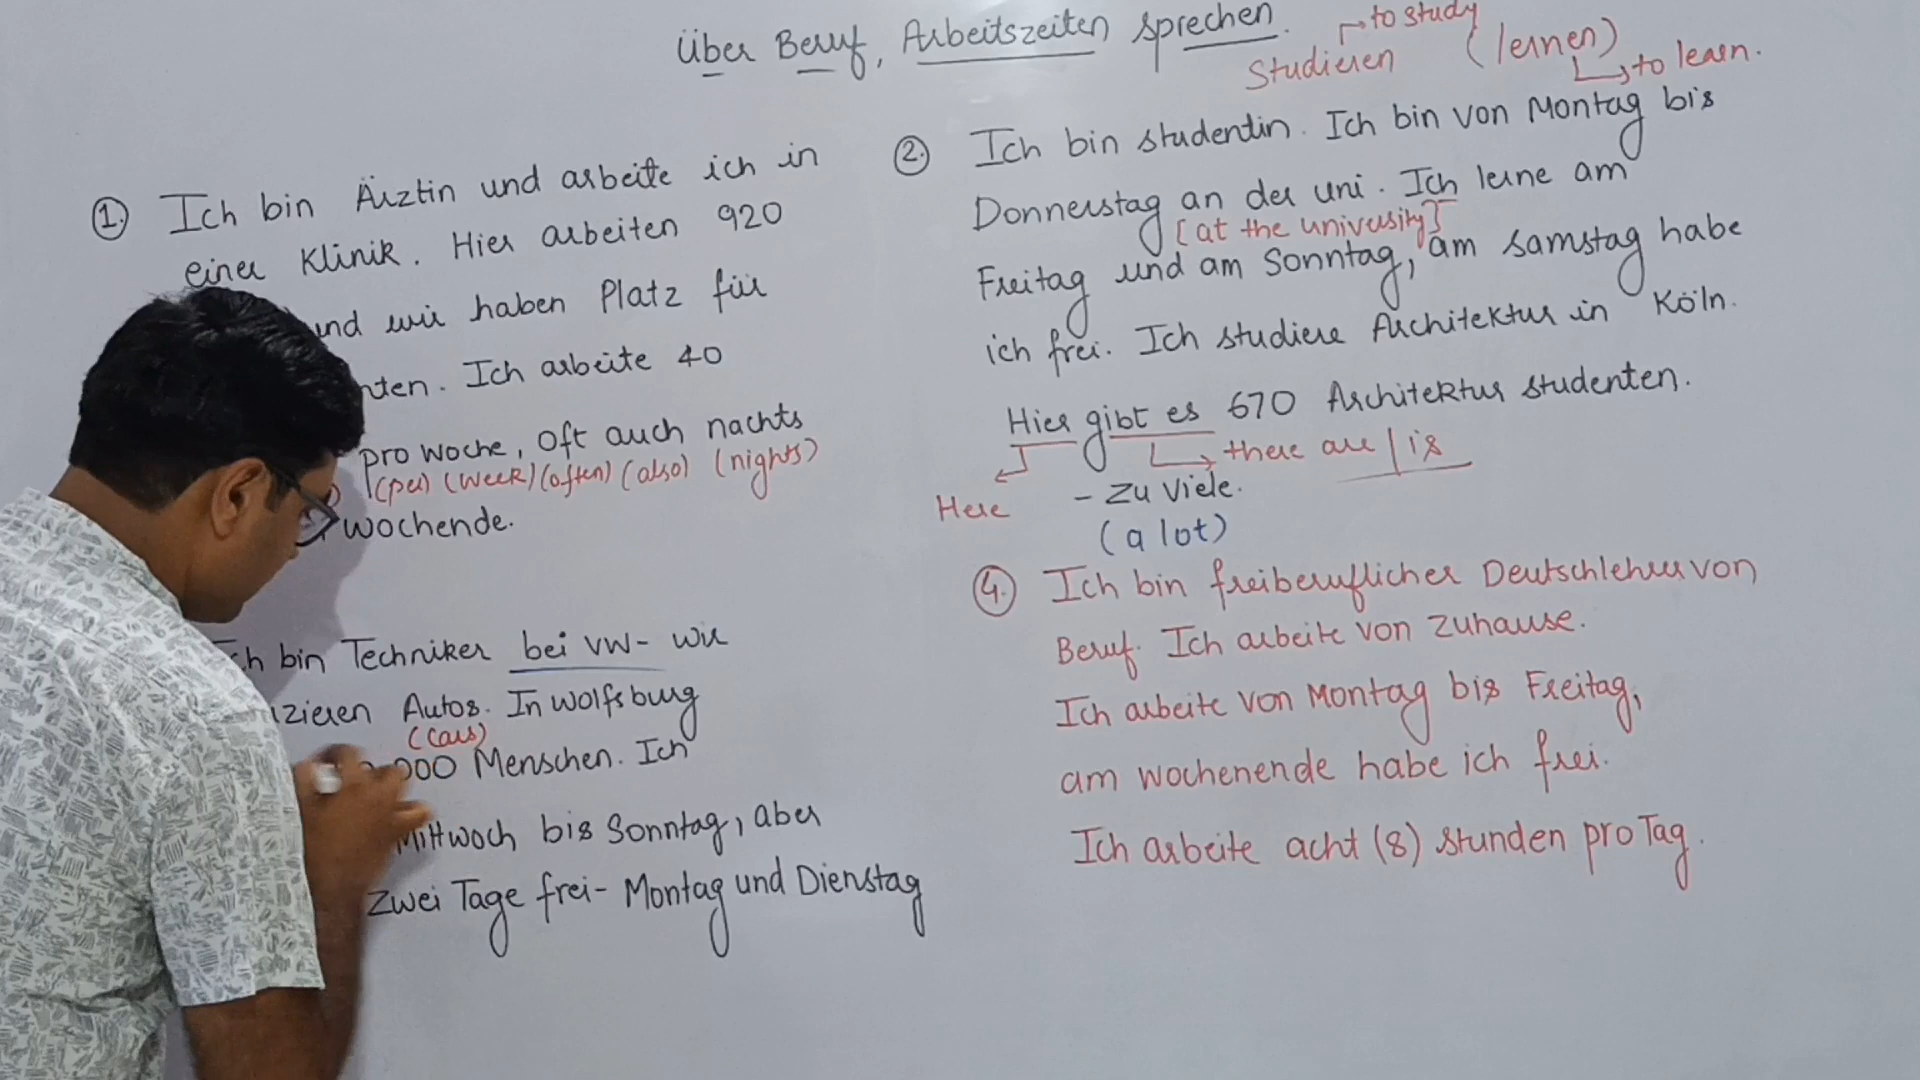 Über Beruf, Arbeitszeiten sprechen.
Studieren
to study
(lernen)
to learn.
1. Ich bin Ärztin und arbeite ich in
einer Klinik. Hier arbeiten 920
und wir haben Platz für
nten. Ich arbeite 40
pro Woche, oft auch nachts
(per) (week) (often) (also) (nights)
wochende.
bin Techniker bei VW- wir
zieren Autos. In Wolfsburg
(cars)
000 Menschen. Ich
Mittwoch bis Sonntag, aber
zwei Tage frei- Montag und Dienstag
2. Ich bin studentin. Ich bin von Montag bis
Donnerstag an der uni. Ich lerne am
[at the university]
Freitag und am Sonntag, am Samstag habe
ich frei. Ich studiere Architektur in Köln.
Hier gibt es 670 Architektur studenten.
there are / is
Here
- zu viele.
(a lot)
4. Ich bin freiberuflicher Deutschlehrer von
Beruf. Ich arbeite von zuhause.
Ich arbeite von Montag bis Freitag,
am wochenende habe ich frei.
Ich arbeite acht (8) stunden pro Tag.